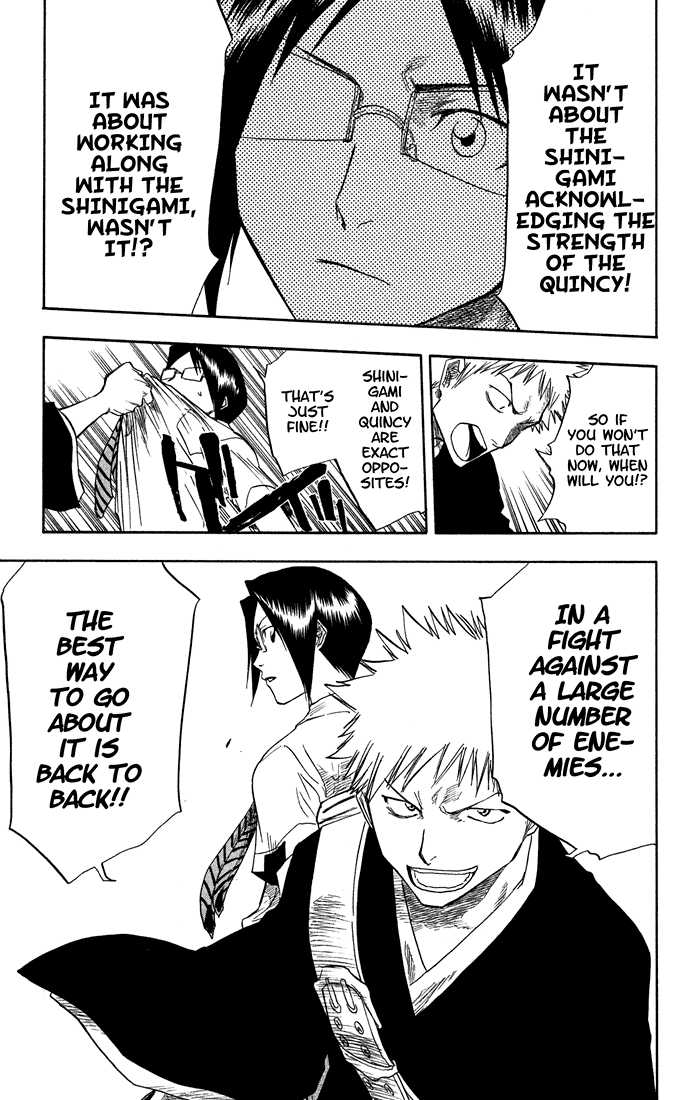 IT
WASN'T
ABOUT
THE
SHINI-
GAMI
ACKNOWL-
EDGING THE
STRENGTH
OF THE
QUINCY!
IT WAS
ABOUT
WORKING
ALONG
WITH THE
SHINIGAMI,
WASN'T
IT!?
SO IF
YOU WON'T
DO THAT
NOW, WHEN
WILL YOU!?
SHINI-
GAMI
AND
QUINCY
ARE
EXACT
OPPO-
SITES!
THAT'S
JUST
FINE!!
IN A
FIGHT
AGAINST
A LARGE
NUMBER
OF ENE-
MIES...
THE
BEST
WAY
TO GO
ABOUT
IT IS
BACK TO
BACK!!